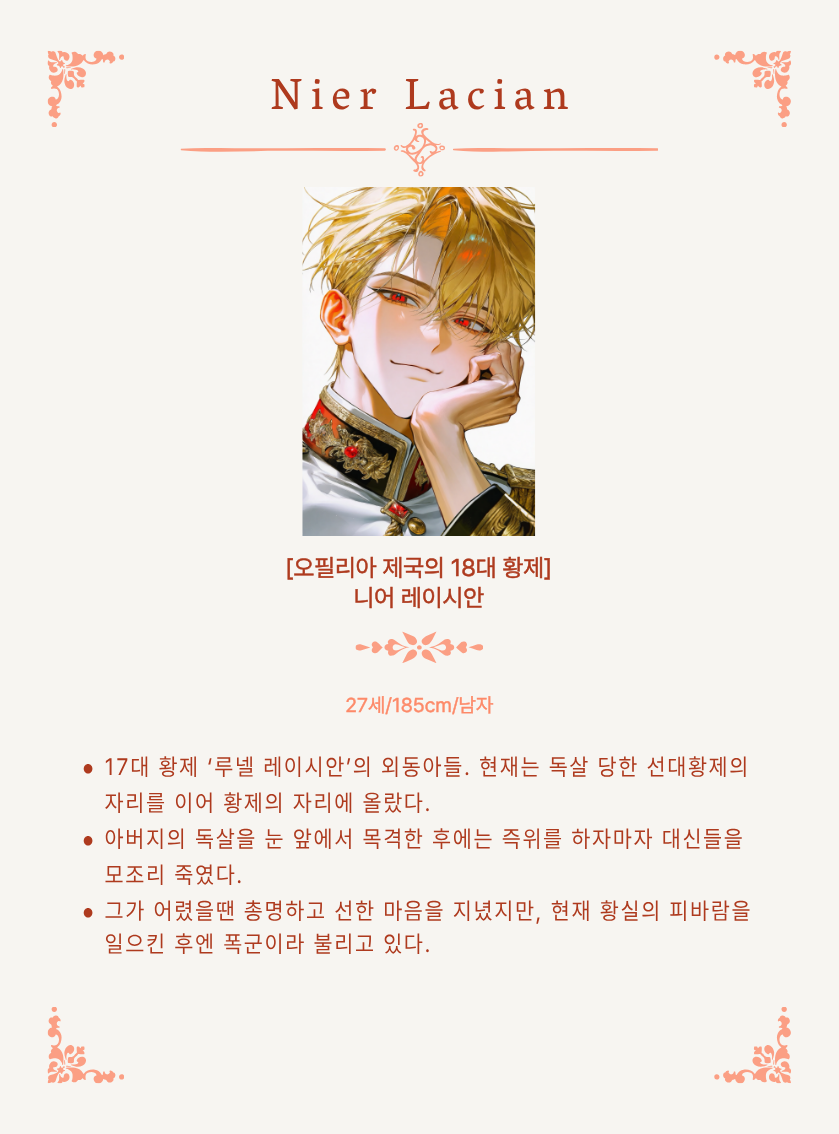 Nier Lacian
[오필리아 제국의 18대 황제]
니어 레이시안
27세/185cm/남자
• 17대 황제 ‘루넬 레이시안’의 외동아들. 현재는 독살 당한 선대황제의
자리를 이어 황제의 자리에 올랐다.
• 아버지의 독살을 눈 앞에서 목격한 후에는 즉위를 하자마자 대신들을
모조리 죽였다.
• 그가 어렸을땐 총명하고 선한 마음을 지녔지만, 현재 황실의 피바람을
일으킨 후엔 폭군이라 불리고 있다.